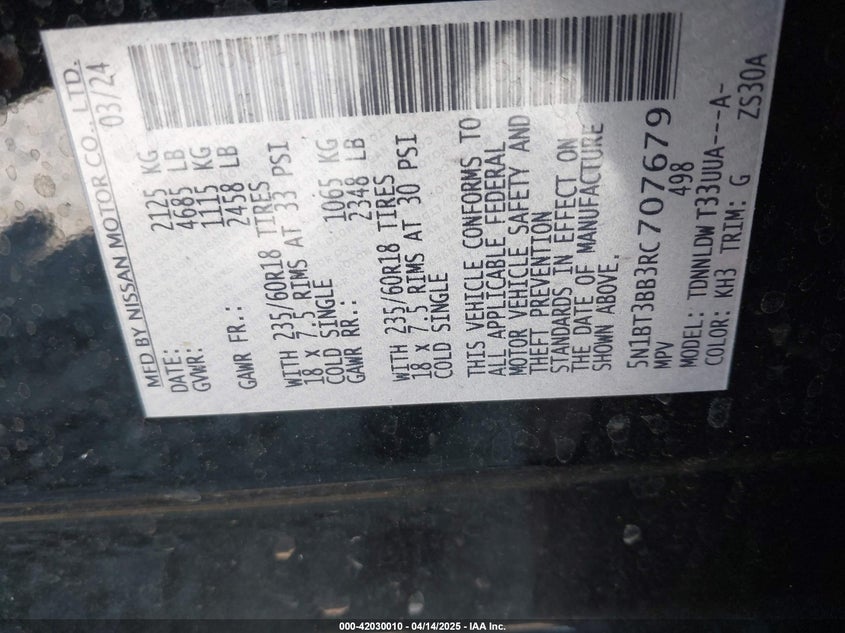 MFD BY NISSAN MOTOR CO., LTD.
DATE: 03/24
GVWR: 2125 KG
4685 LB
GAWR FR.: 1115 KG
2458 LB
WITH 235/60R18 TIRES
18 x 7.5 RIMS AT 33 PSI
COLD SINGLE
GAWR RR.: 1065 KG
2348 LB
WITH 235/60R18 TIRES
18 x 7.5 RIMS AT 30 PSI
COLD SINGLE
THIS VEHICLE CONFORMS TO
ALL APPLICABLE FEDERAL
MOTOR VEHICLE SAFETY AND
THEFT PREVENTION
STANDARDS IN EFFECT ON
THE DATE OF MANUFACTURE
SHOWN ABOVE.
5N1BT3BB3RC707679
MPV 498
MODEL: TDNNLDW T33UUA---A-
COLOR: KH3 TRIM: G ZS30A
000-42030010 - 04/14/2025 - IAA Inc.